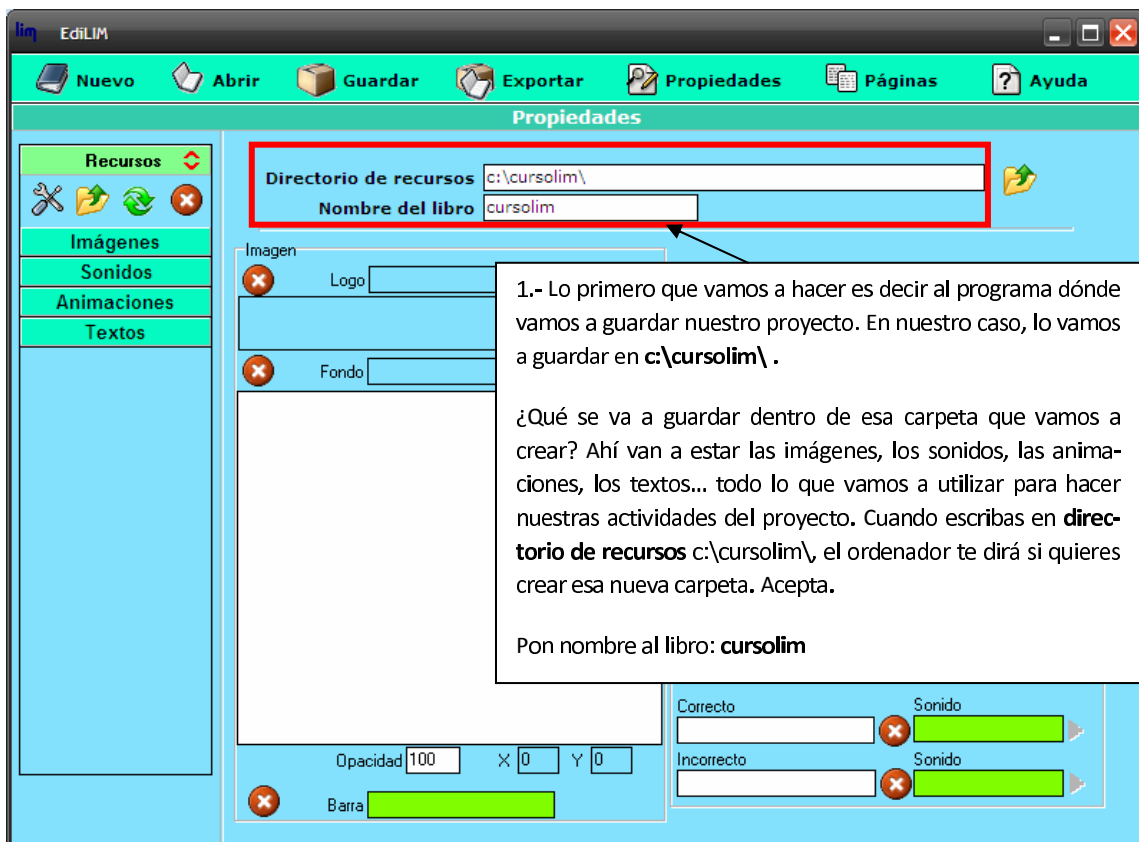 lim EdiLIM
Nuevo Abrir Guardar Exportar Propiedades Páginas Ayuda
Propiedades
Recursos
Imágenes
Sonidos
Animaciones
Textos
Directorio de recursos c:\cursolim\
Nombre del libro cursolim
Imagen
Logo
Fondo
1.- Lo primero que vamos a hacer es decir al programa dónde
vamos a guardar nuestro proyecto. En nuestro caso, lo vamos
a guardar en c:\cursolim\ .
¿Qué se va a guardar dentro de esa carpeta que vamos a
crear? Ahí van a estar las imágenes, los sonidos, las anima-
ciones, los textos... todo lo que vamos a utilizar para hacer
nuestras actividades del proyecto. Cuando escribas en direc-
torio de recursos c:\cursolim\, el ordenador te dirá si quieres
crear esa nueva carpeta. Acepta.
Pon nombre al libro: cursolim
Opacidad 100 X 0 Y 0
Barra
Correcto Sonido
Incorrecto Sonido